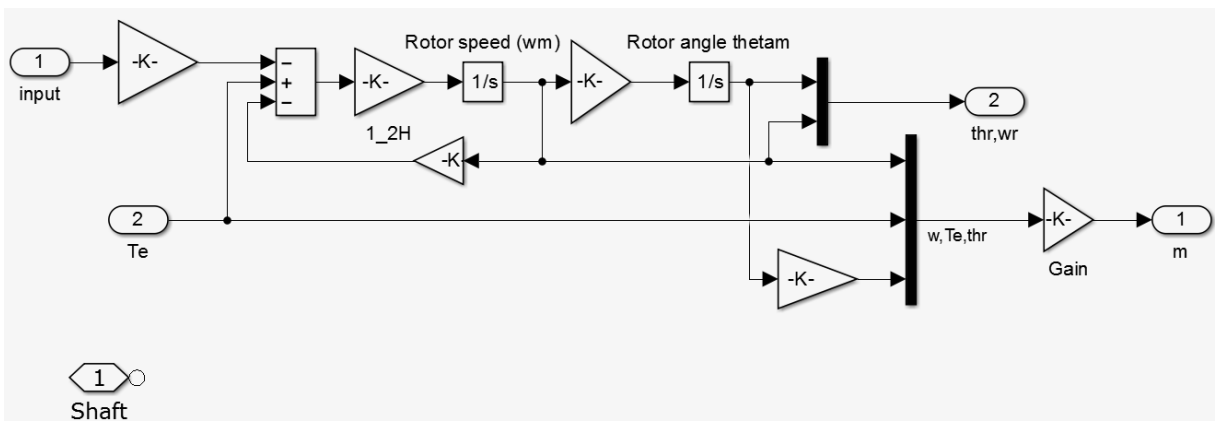 Rotor speed (wm)
Rotor angle thetam
1
-K-
−
+
−
-K-
1/s
-K-
1/s
input
2
thr,wr
1_2H
-K
2
Te
w,Te,thr
-K-
1
m
-K-
Gain
1
Shaft